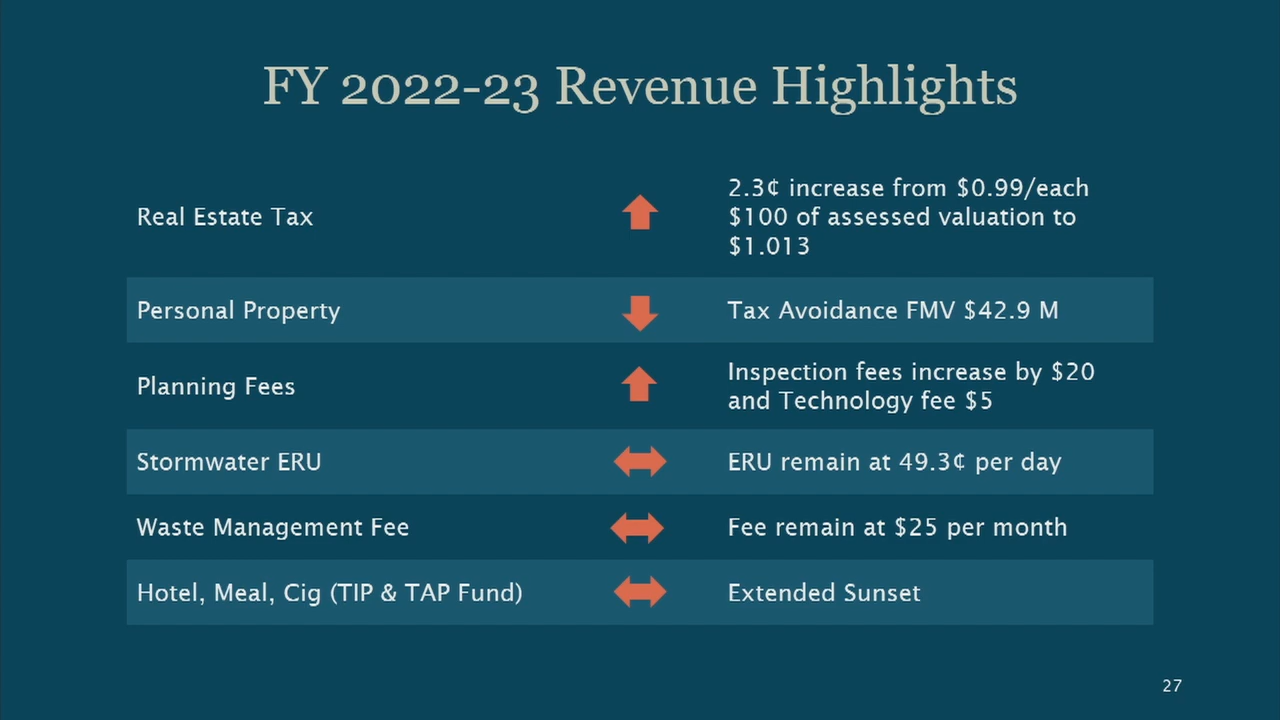 FY 2022-23 Revenue Highlights
Real Estate Tax
2.3¢ increase from $0.99/each
$100 of assessed valuation to
$1.013
Personal Property
Tax Avoidance FMV $42.9 M
Planning Fees
Inspection fees increase by $20
and Technology fee $5
Stormwater ERU
ERU remain at 49.3¢ per day
Waste Management Fee
Fee remain at $25 per month
Hotel, Meal, Cig (TIP & TAP Fund)
Extended Sunset
27